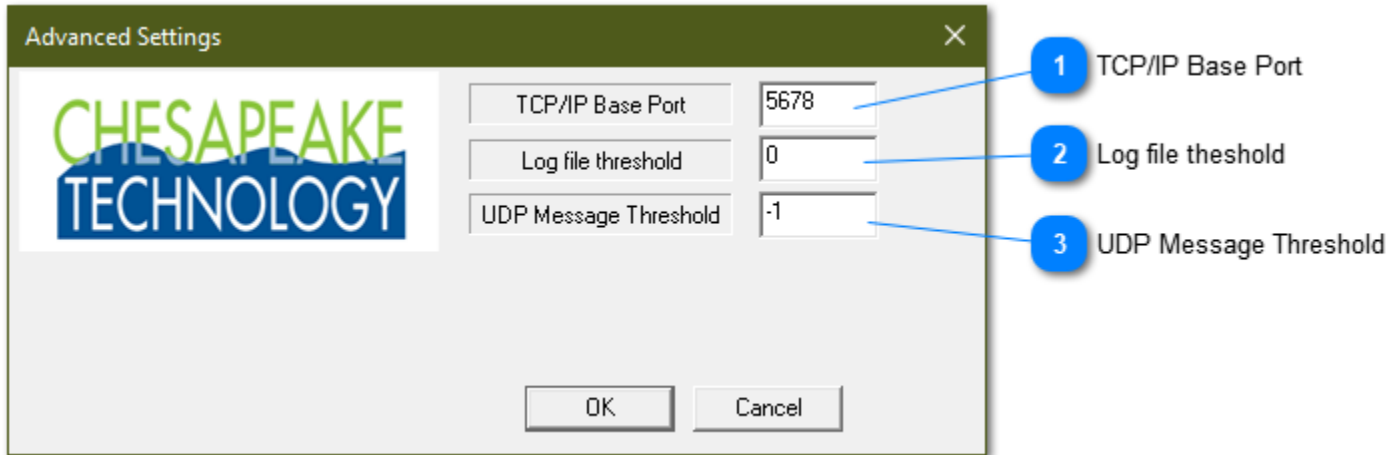 Advanced Settings
CHESAPEAKE
TECHNOLOGY
TCP/IP Base Port
5678
Log file threshold
0
UDP Message Threshold
-1
OK
Cancel
1 TCP/IP Base Port
2 Log file theshold
3 UDP Message Threshold